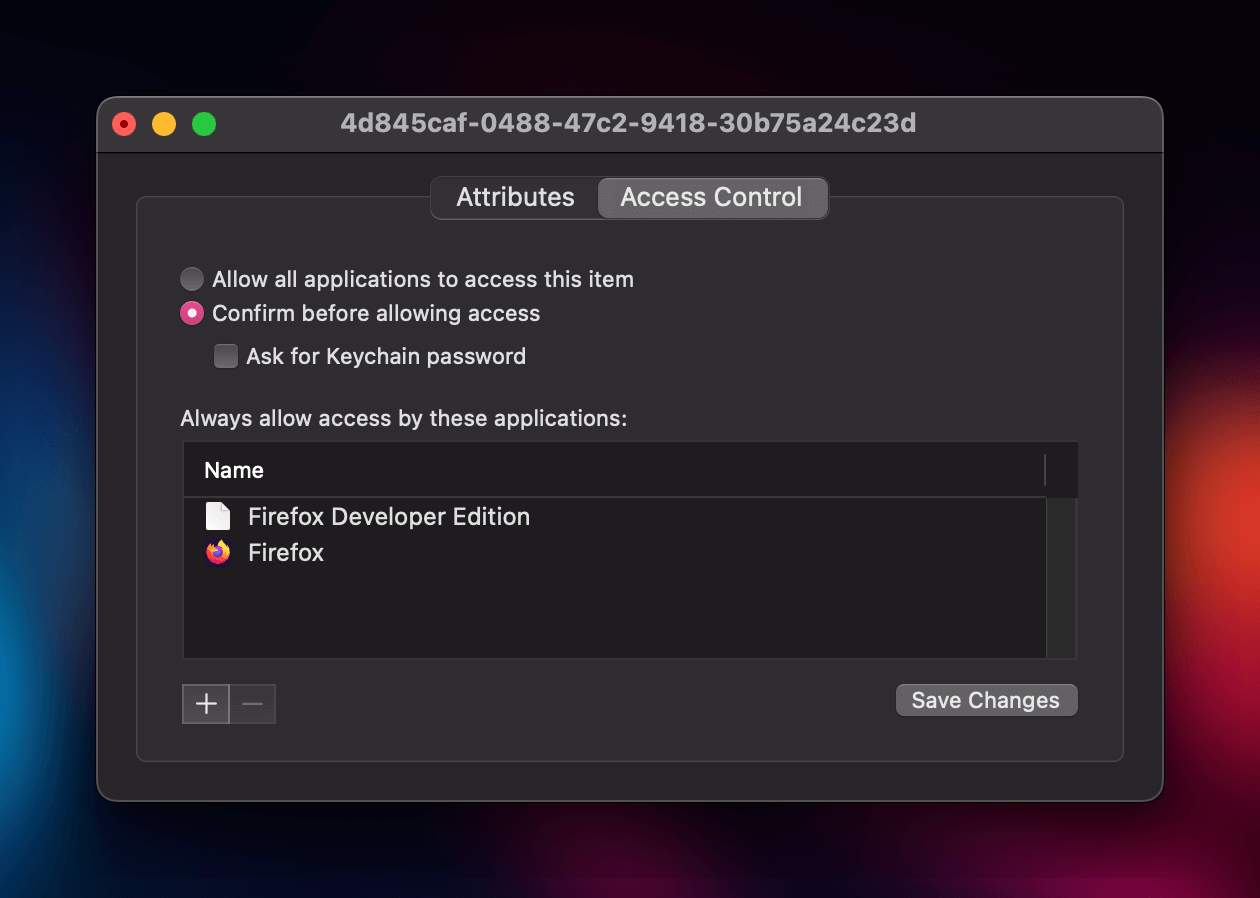 4d845caf-0488-47c2-9418-30b75a24c23d
Attributes
Access Control
Allow all applications to access this item
Confirm before allowing access
Ask for Keychain password
Always allow access by these applications:
Name
Firefox Developer Edition
Firefox
Save Changes